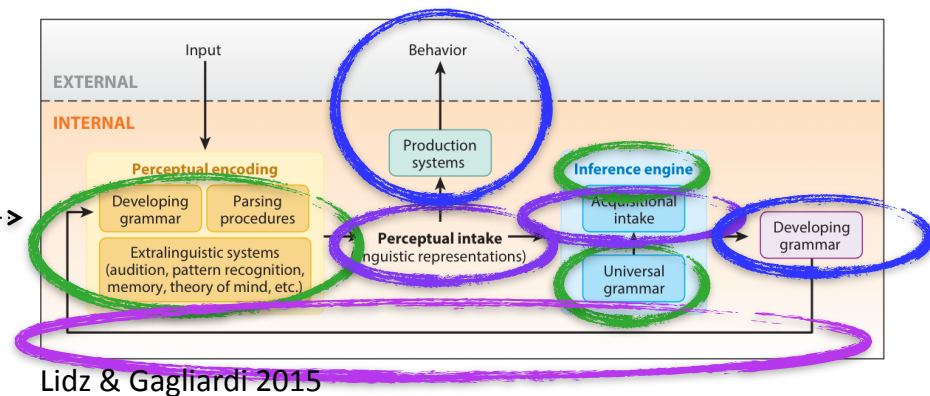 Input
Behavior
EXTERNAL
INTERNAL
Production
systems
Perceptual encoding
Developing
grammar
Parsing
procedures
Extralinguistic systems
(audition, pattern recognition,
memory, theory of mind, etc.)
Perceptual intake
nguistic representations)
Inference engine
Acquisitional
intake
Universal
grammar
Developing
grammar
Lidz & Gagliardi 2015